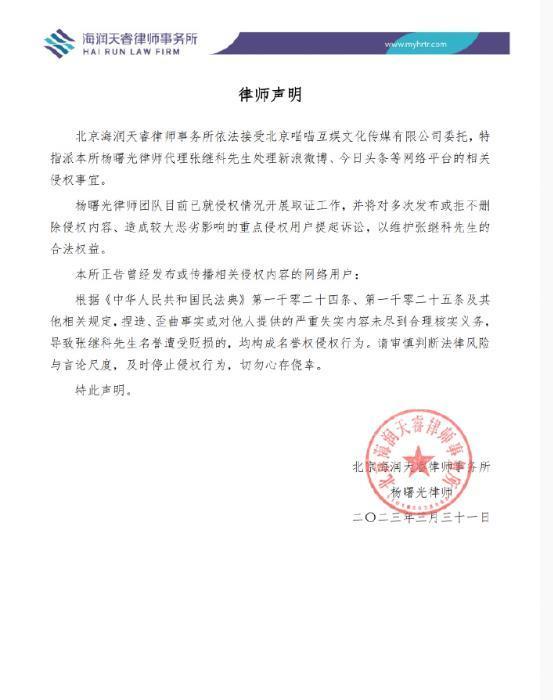 海润天睿律师事务所
HAI RUN LAW FIRM
www.myhrtr.com
律师声明
北京海润天睿律师事务所依法接受北京喵喵互娱文化传媒有限公司委托，特
指派本所杨曙光律师代理张继科先生处理新浪微博、今日头条等网络平台的相关
侵权事宜。
杨曙光律师团队目前已就侵权情况开展取证工作，并将对多次发布或拒不删
除侵权内容、造成较大恶劣影响的重点侵权用户提起诉讼，以维护张继科先生的
合法权益。
本所正告曾经发布或传播相关侵权内容的网络用户：
根据《中华人民共和国民法典》第一千零二十四条、第一千零二十五条及其
他相关规定，捏造、歪曲事实或对他人提供的严重失实内容未尽到合理核实义务，
导致张继科先生名誉遭受贬损的，均构成名誉权侵权行为。请审慎判断法律风险
与言论尺度，及时停止侵权行为，切勿心存侥幸。
特此声明。
北京海润天睿律师事务所
北京海润天睿律师事务所
杨曙光律师
二〇二三年三月三十一日